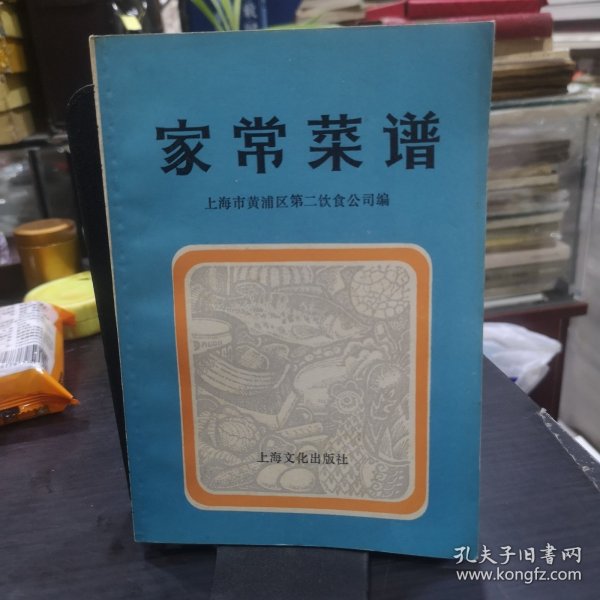 家常菜谱
上海市黄浦区第二饮食公司编
上海文化出版社
孔夫子旧书网
www.kongfz.com